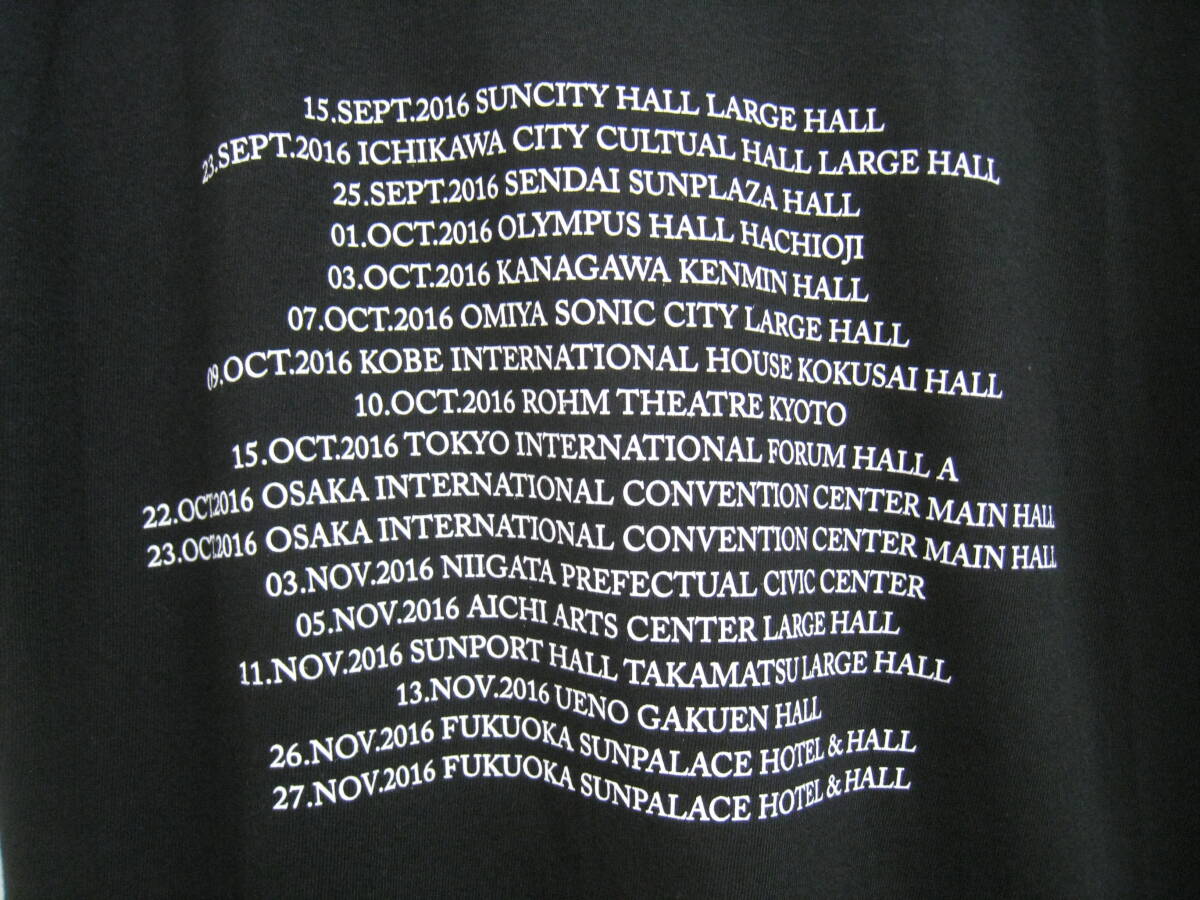 15.SEPT.2016 SUNCITY HALL LARGE HALL
23.SEPT.2016 ICHIKAWA CITY CULTUAL HALL LARGE HALL
25.SEPT.2016 SENDAI SUNPLAZA HALL
01.OCT.2016 OLYMPUS HALL HACHIOJI
03.OCT.2016 KANAGAWA KENMIN HALL
07.OCT.2016 OMIYA SONIC CITY LARGE HALL
09.OCT.2016 KOBE INTERNATIONAL HOUSE KOKUSAI HALL
10.OCT.2016 ROHM THEATRE KYOTO
15.OCT.2016 TOKYO INTERNATIONAL FORUM HALL A
22.OCT.2016 OSAKA INTERNATIONAL CONVENTION CENTER MAIN HALL
23.OCT.2016 OSAKA INTERNATIONAL CONVENTION CENTER MAIN HALL
03.NOV.2016 NIIGATA PREFECTUAL CIVIC CENTER
05.NOV.2016 AICHI ARTS CENTER LARGE HALL
11.NOV.2016 SUNPORT HALL TAKAMATSU LARGE HALL
13.NOV.2016 UENO GAKUEN HALL
26.NOV.2016 FUKUOKA SUNPALACE HOTEL & HALL
27.NOV.2016 FUKUOKA SUNPALACE HOTEL & HALL